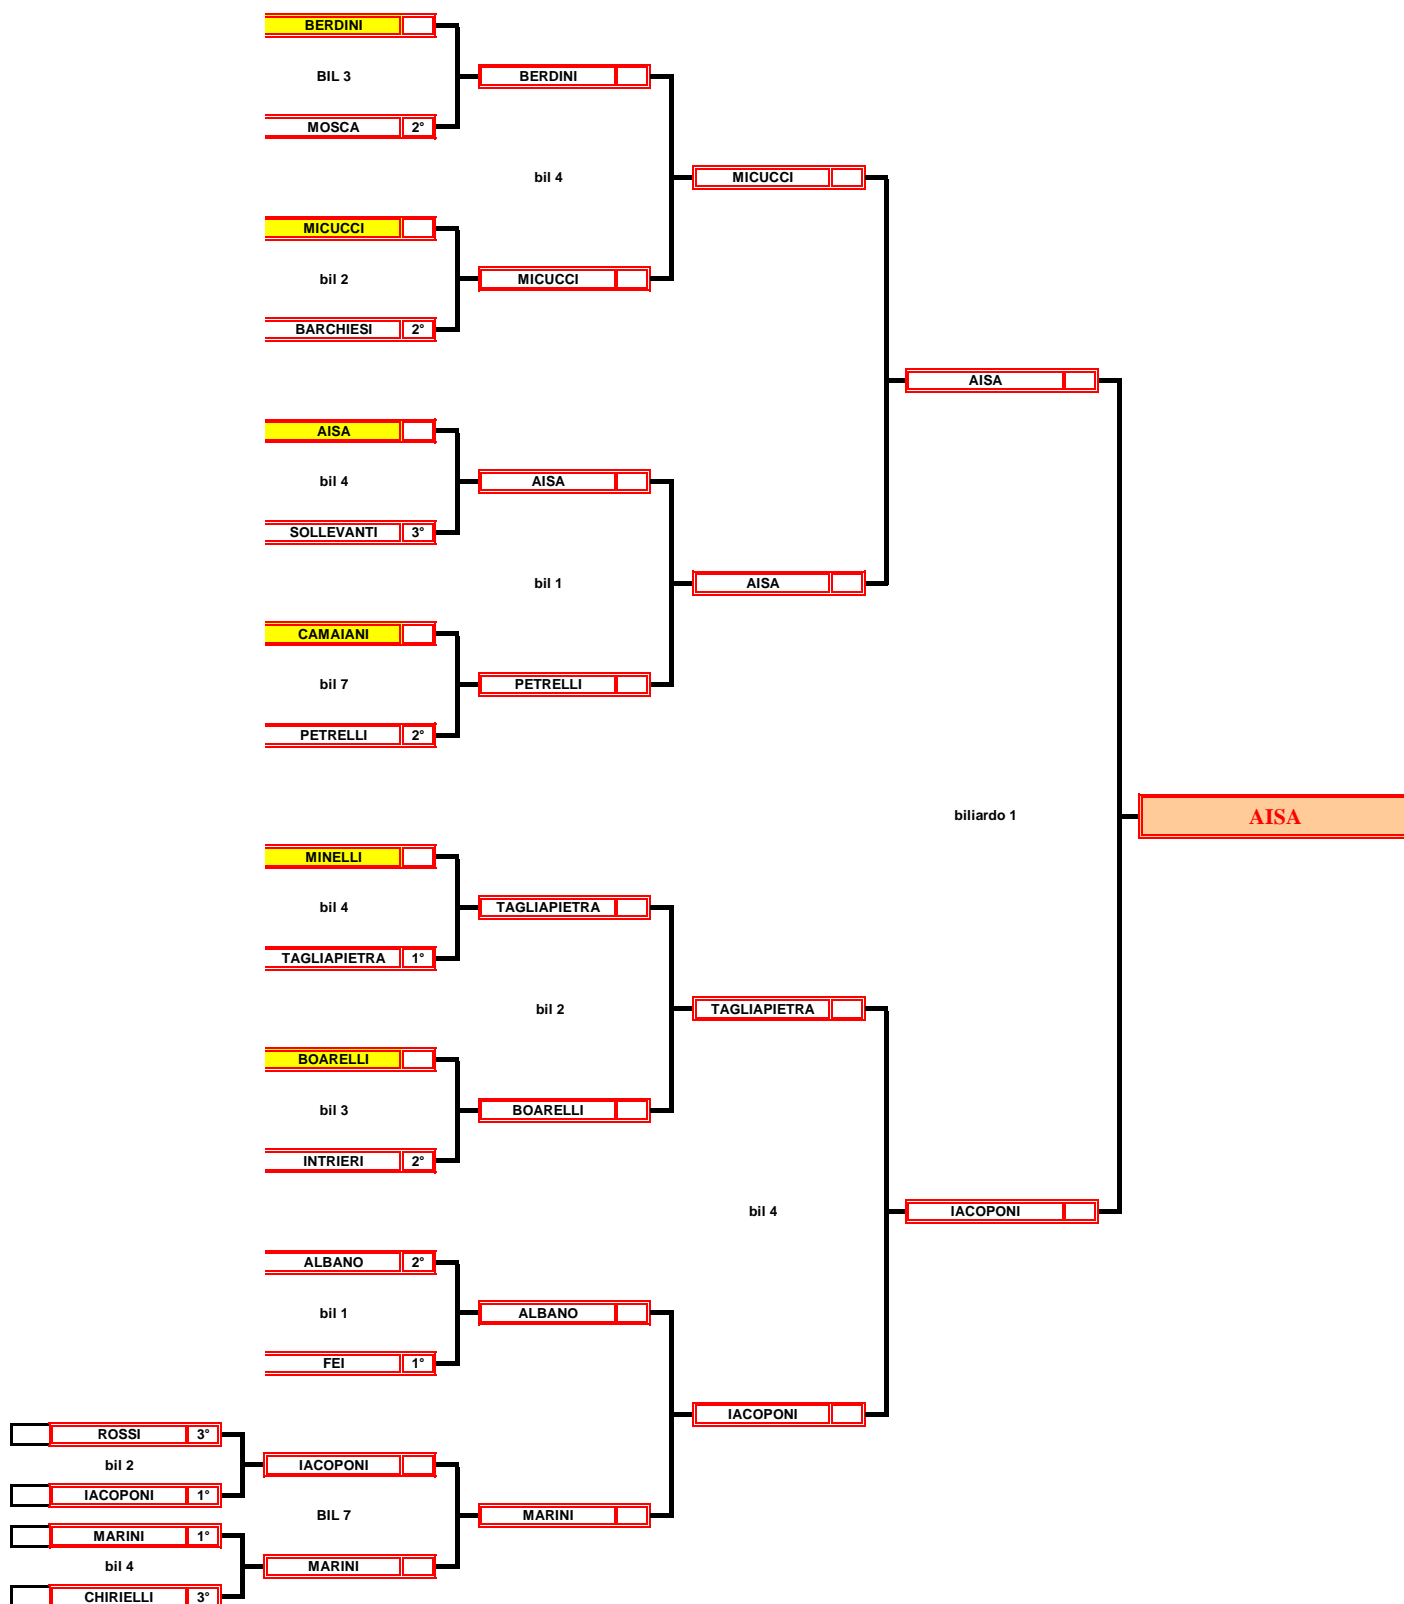 BERDINI
BIL 3
BERDINI
MOSCA 2°
bil 4
MICUCCI
MICUCCI
bil 2
MICUCCI
BARCHIESI 2°
AISA
AISA
bil 4
AISA
SOLLEVANTI 3°
bil 1
AISA
CAMAIANI
bil 7
PETRELLI
PETRELLI 2°
biliardo 1
AISA
MINELLI
bil 4
TAGLIAPIETRA
TAGLIAPIETRA 1°
bil 2
TAGLIAPIETRA
BOARELLI
bil 3
BOARELLI
INTRIERI 2°
bil 4
IACOPONI
ALBANO 2°
bil 1
ALBANO
FEI 1°
IACOPONI
ROSSI 3°
bil 2
IACOPONI
IACOPONI 1°
BIL 7
MARINI
MARINI 1°
bil 4
MARINI
CHIRIELLI 3°